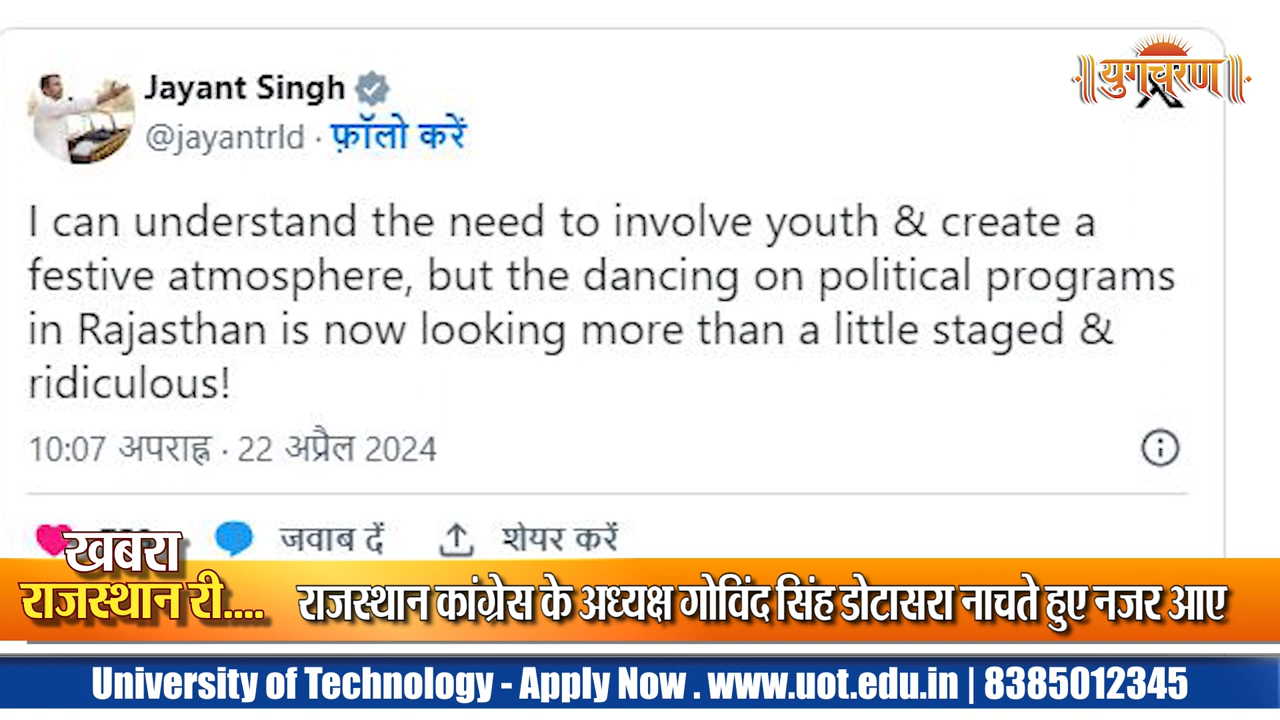 Jayant Singh
॥युगचरण॥
@jayantrld · फ़ॉलो करें
I can understand the need to involve youth & create a
festive atmosphere, but the dancing on political programs
in Rajasthan is now looking more than a little staged &
ridiculous!
10:07 अपराह्न · 22 अप्रैल 2024
जवाब दें
शेयर करें
खबरा
राजस्थान री....
राजस्थान कांग्रेस के अध्यक्ष गोविंद सिंह डोटासरा नाचते हुए नजर आए
University of Technology - Apply Now . www.uot.edu.in | 8385012345